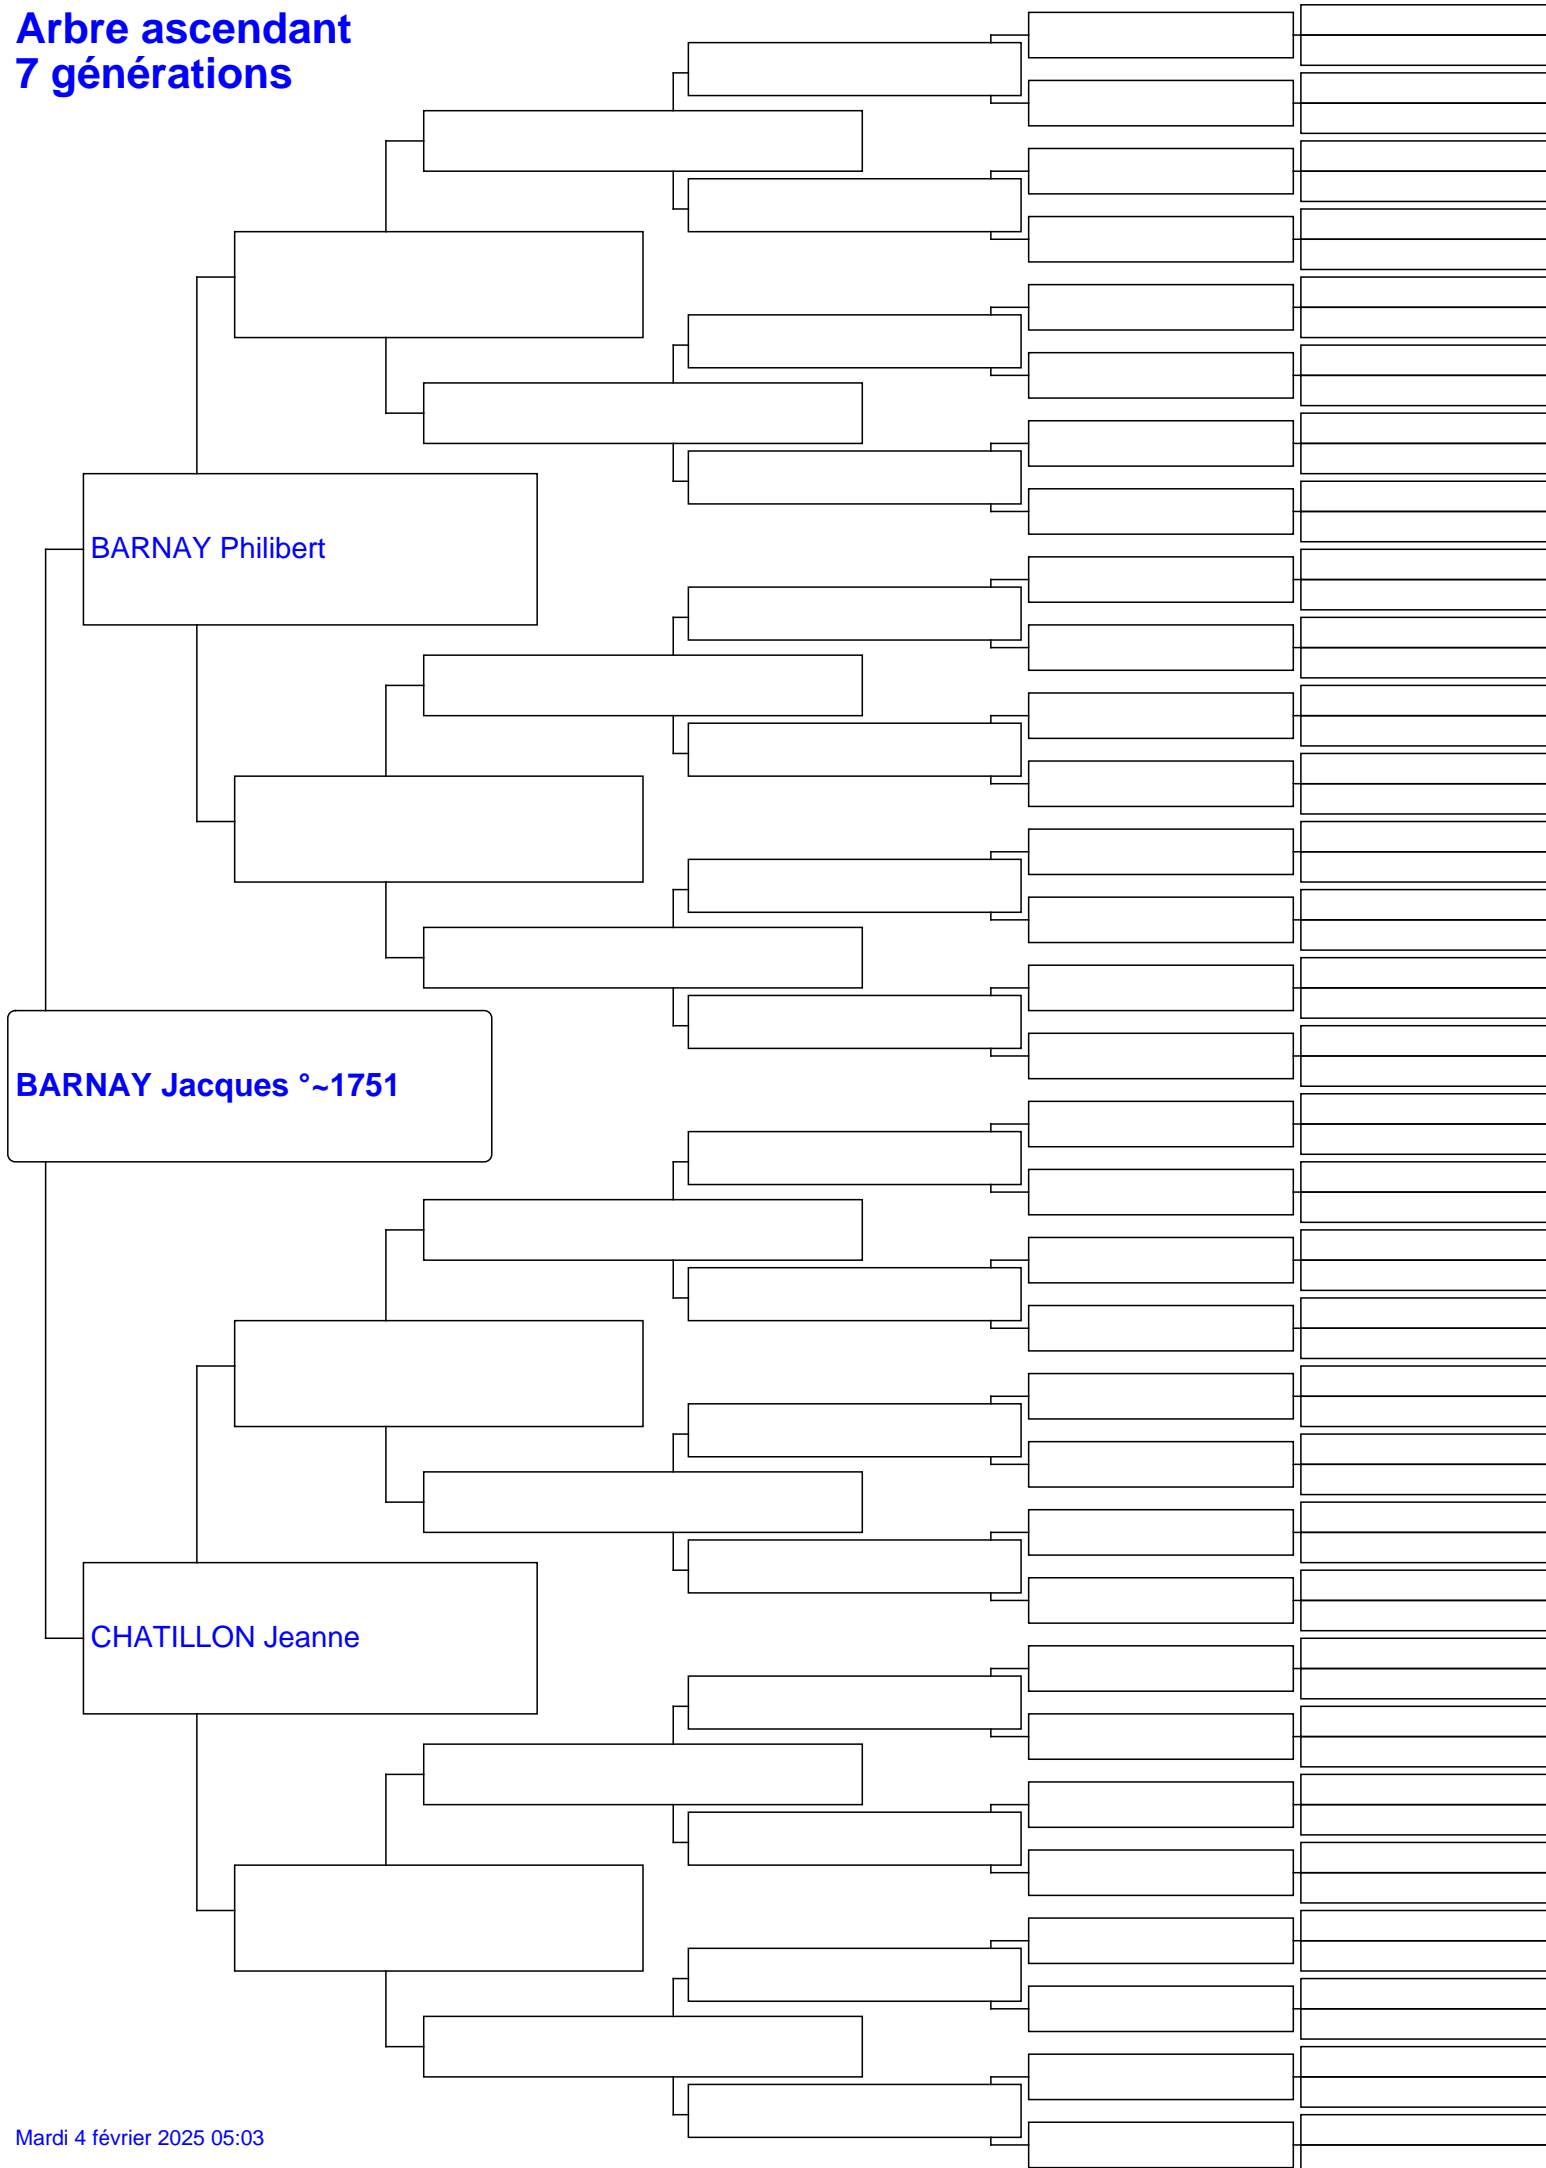 Arbre ascendant
7 générations
BARNAY Philibert
BARNAY Jacques °~1751
CHATILLON Jeanne
Mardi 4 février 2025 05:03